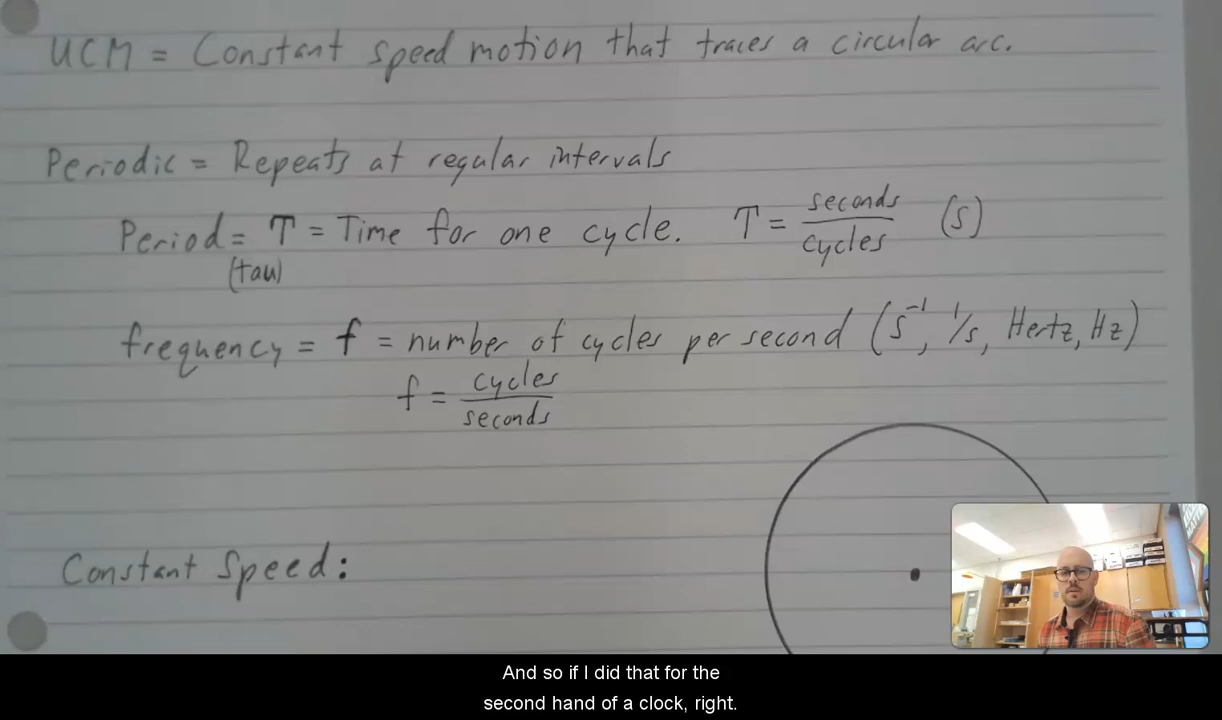 UCM = Constant speed motion that traces a circular arc.
Periodic = Repeats at regular intervals
Period = T = Time for one cycle. T = seconds/cycles (s)
(tau)
frequency = f = number of cycles per second (s⁻¹, 1/s, Hertz, Hz)
f = cycles/seconds
Constant Speed:
And so if I did that for the
second hand of a clock, right.